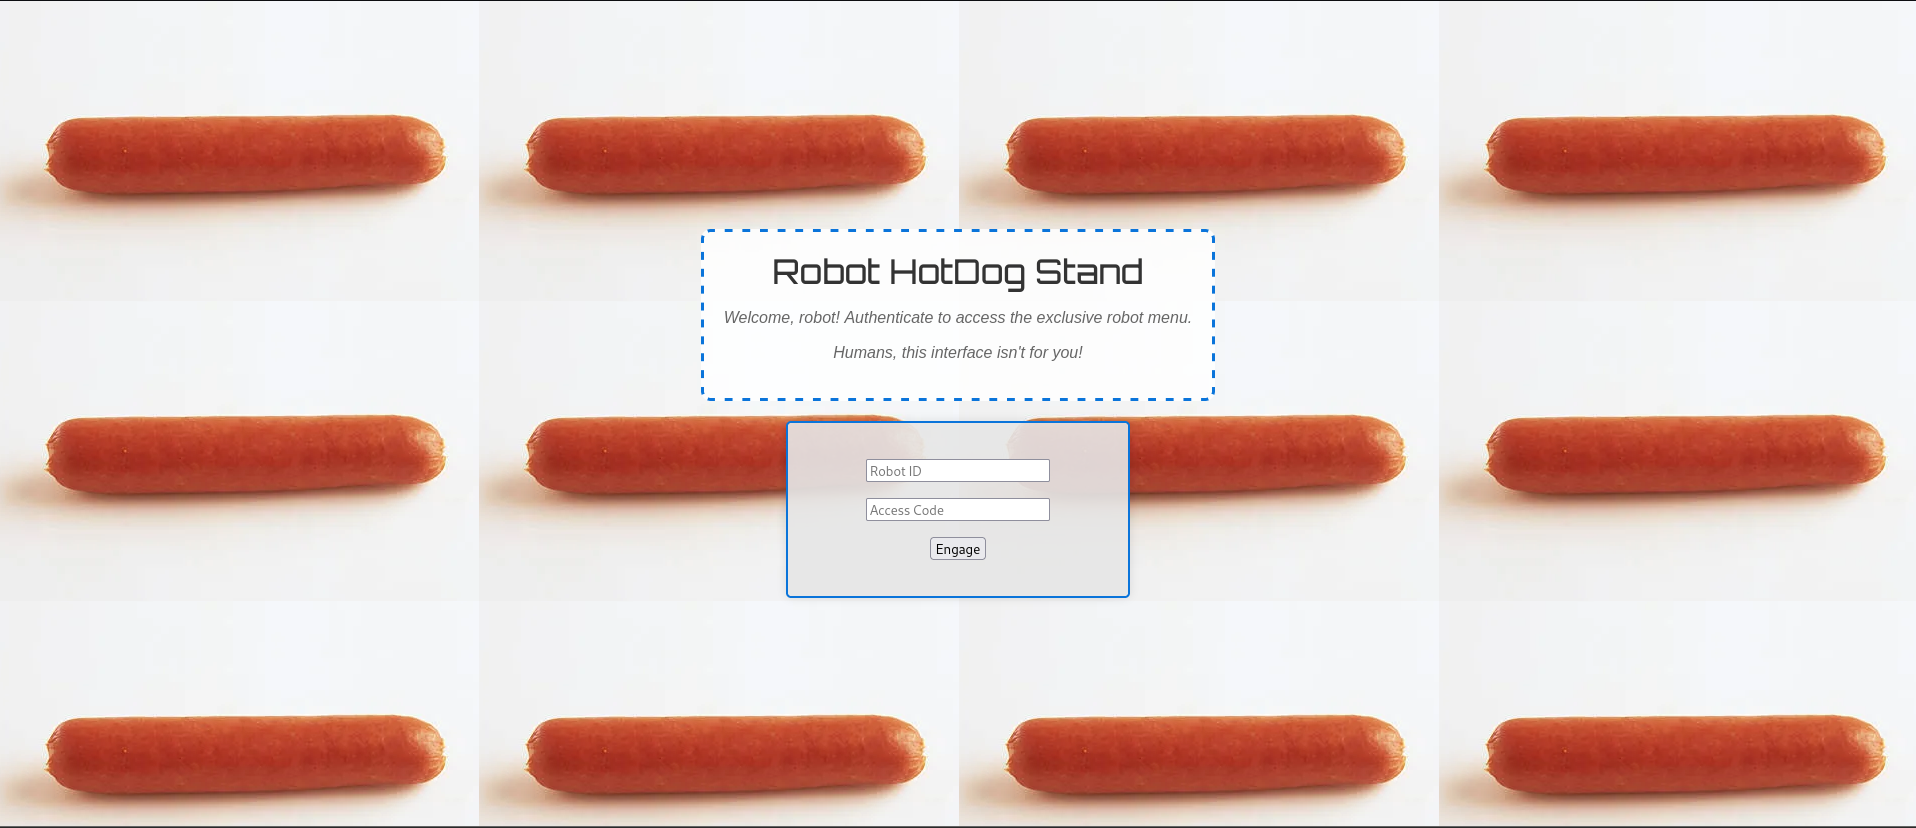 Robot HotDog Stand
Welcome, robot! Authenticate to access the exclusive robot menu.
Humans, this interface isn't for you!
Robot ID
Access Code
Engage